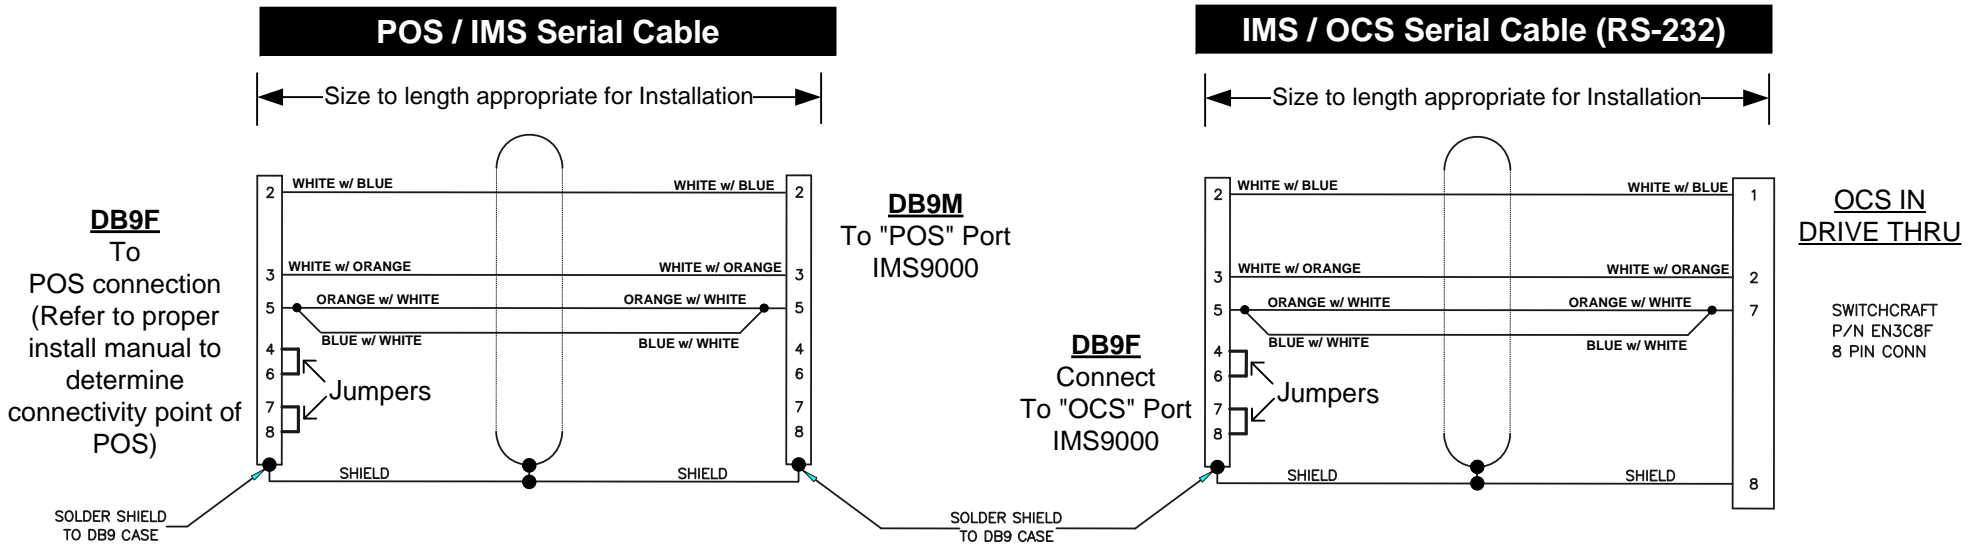 POS / IMS Serial Cable
Size to length appropriate for Installation
DB9F
To
POS connection
(Refer to proper
install manual to
determine
connectivity point of
POS)
2
WHITE w/ BLUE
WHITE w/ BLUE
2
3
WHITE w/ ORANGE
WHITE w/ ORANGE
3
5
ORANGE w/ WHITE
ORANGE w/ WHITE
5
BLUE w/ WHITE
BLUE w/ WHITE
4
4
6
6
Jumpers
7
7
8
8
SHIELD
SHIELD
SOLDER SHIELD
TO DB9 CASE
DB9M
To "POS" Port
IMS9000
SOLDER SHIELD
TO DB9 CASE
IMS / OCS Serial Cable (RS-232)
Size to length appropriate for Installation
DB9F
Connect
To "OCS" Port
IMS9000
2
WHITE w/ BLUE
WHITE w/ BLUE
1
3
WHITE w/ ORANGE
WHITE w/ ORANGE
2
5
ORANGE w/ WHITE
ORANGE w/ WHITE
7
BLUE w/ WHITE
BLUE w/ WHITE
4
6
Jumpers
7
8
SHIELD
SHIELD
8
OCS IN
DRIVE THRU
SWITCHCRAFT
P/N EN3C8F
8 PIN CONN